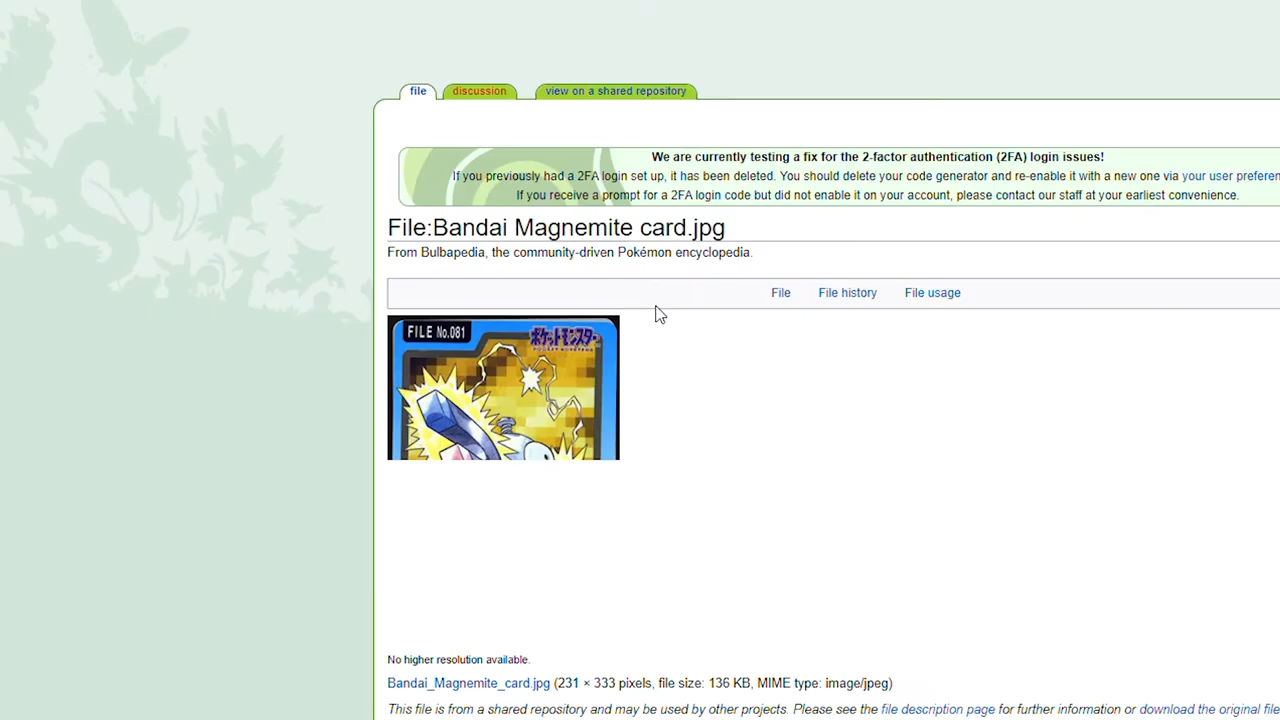 file
discussion
view on a shared repository
We are currently testing a fix for the 2-factor authentication (2FA) login issues!
If you previously had a 2FA login set up, it has been deleted. You should delete your code generator and re-enable it with a new one via your user preferen
If you receive a prompt for a 2FA login code but did not enable it on your account, please contact our staff at your earliest convenience.
File:Bandai Magnemite card.jpg
From Bulbapedia, the community-driven Pokémon encyclopedia.
File
File history
File usage
FILE No.081
ポケットモンスター
POCKET MONSTERS
No higher resolution available.
Bandai_Magnemite_card.jpg (231 × 333 pixels, file size: 136 KB, MIME type: image/jpeg)
This file is from a shared repository and may be used by other projects. Please see the file description page for further information or download the original file